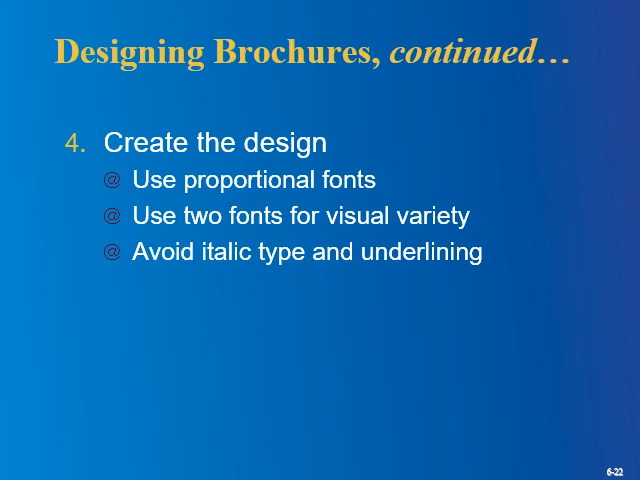 Designing Brochures, continued…
4. Create the design
@ Use proportional fonts
@ Use two fonts for visual variety
@ Avoid italic type and underlining
6-22